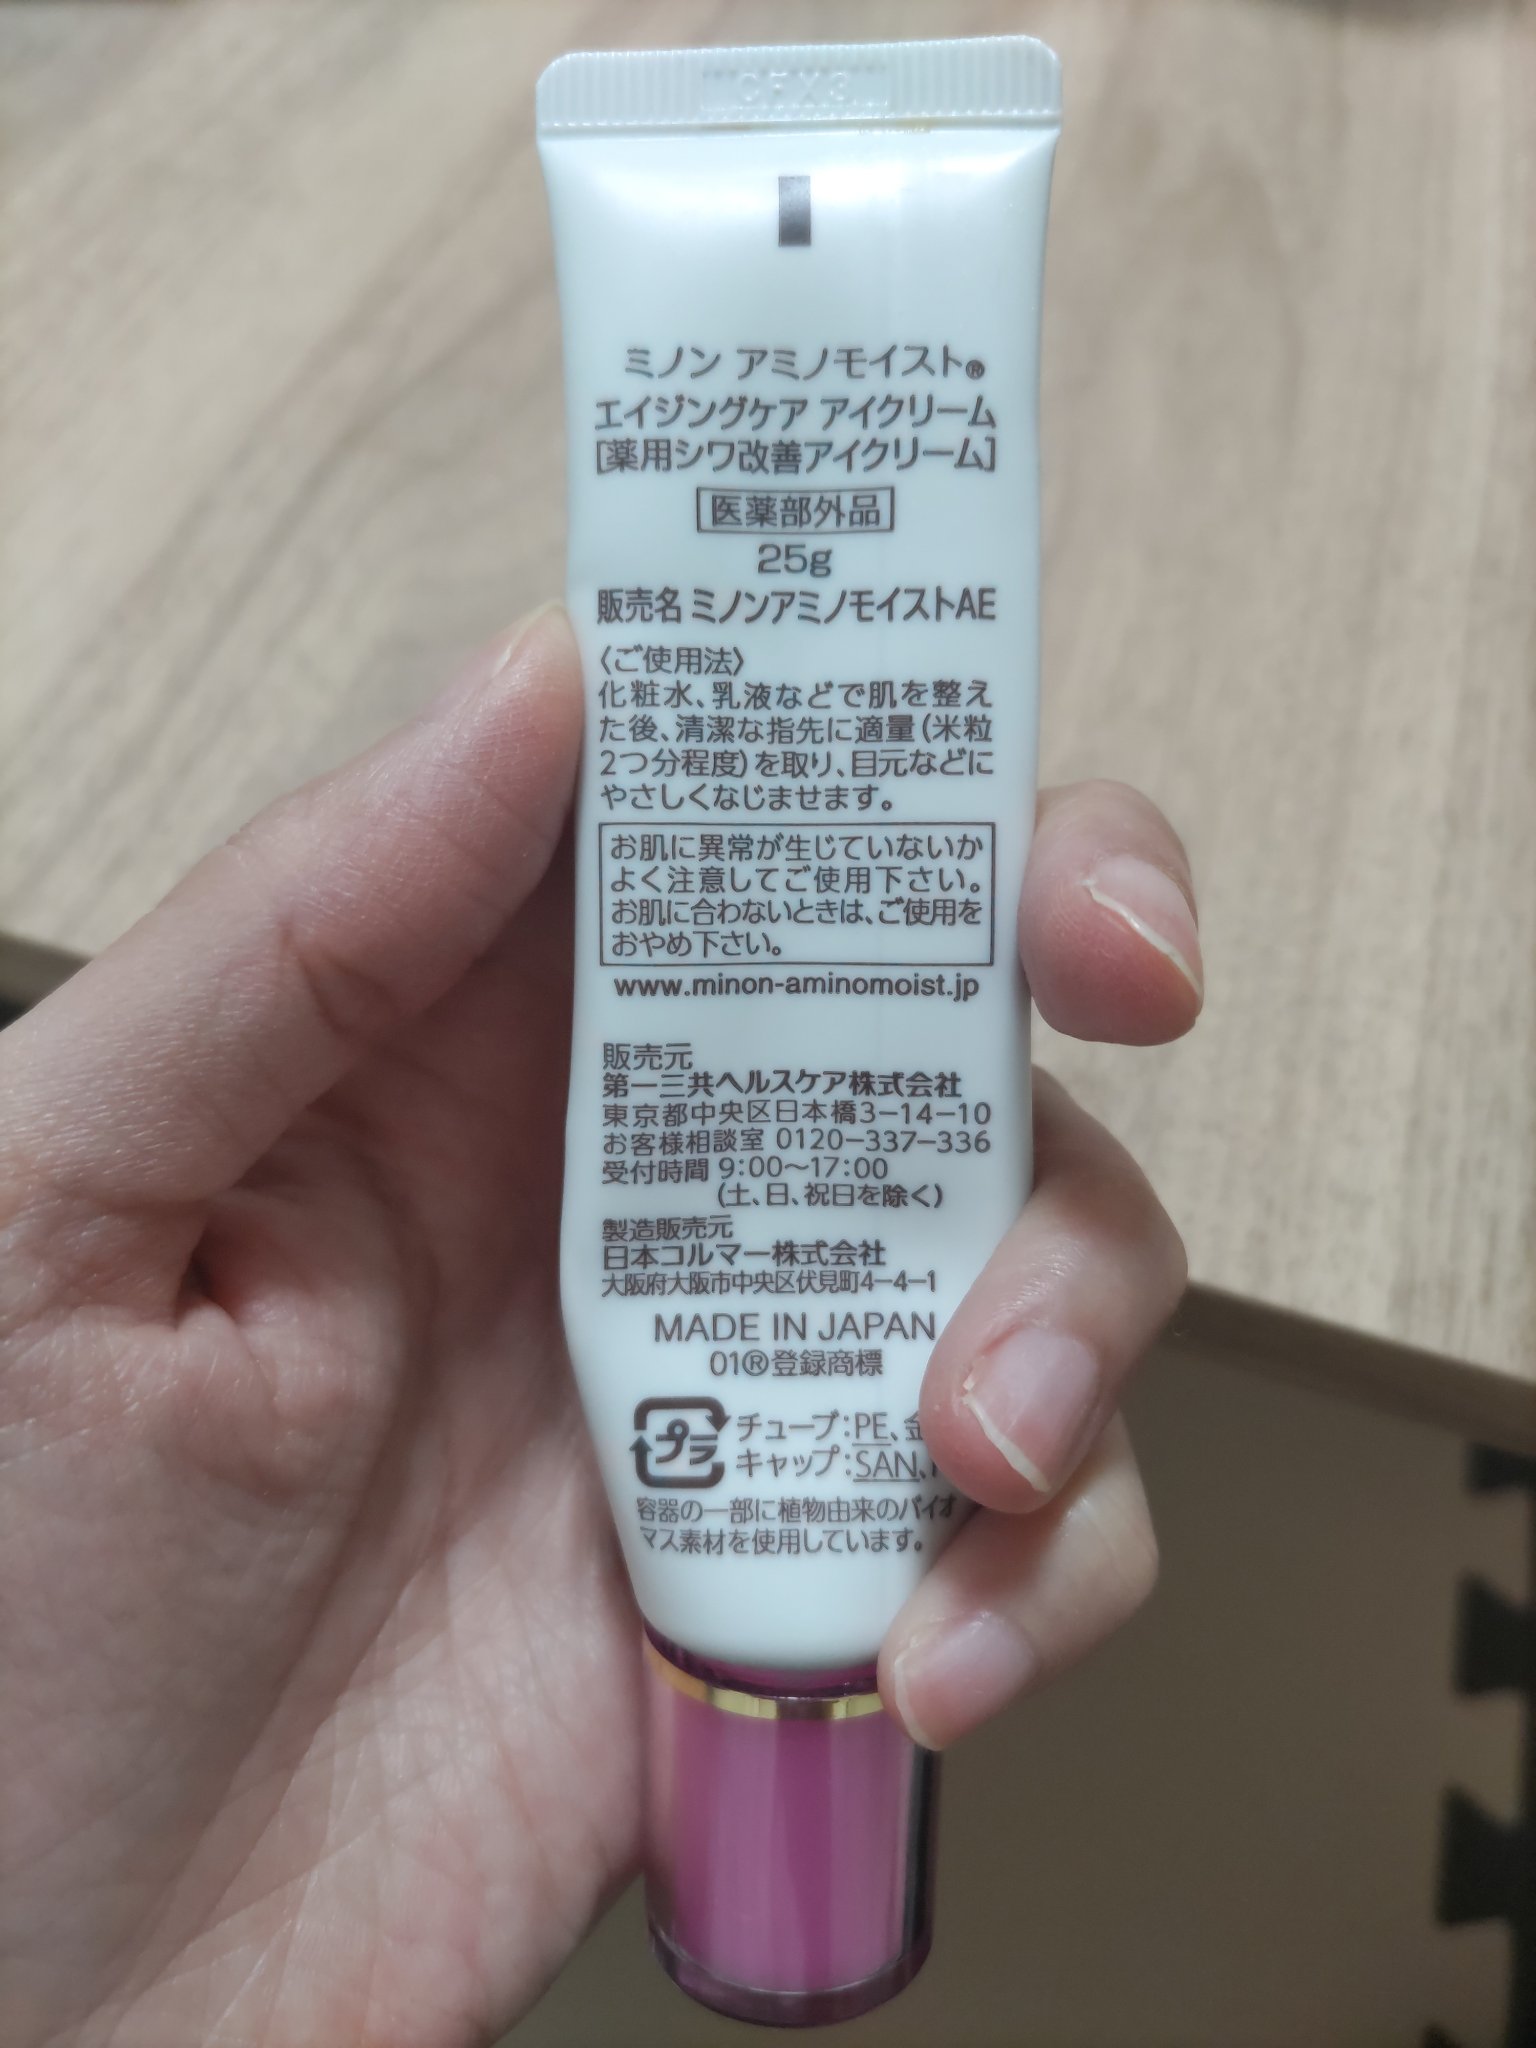 ミノン アミノモイスト®
エイジングケア アイクリーム
[薬用シワ改善アイクリーム]
医薬部外品
25g
販売名 ミノンアミノモイストAE
〈ご使用法〉
化粧水、乳液などで肌を整え
た後、清潔な指先に適量(米粒
2つ分程度)を取り、目元などに
やさしくなじませます。
お肌に異常が生じていないか
よく注意してご使用下さい。
お肌に合わないときは、ご使用を
おやめ下さい。
www.minon-aminomoist.jp
販売元
第一三共ヘルスケア株式会社
東京都中央区日本橋3-14-10
お客様相談室 0120-337-336
受付時間 9:00〜17:00
(土、日、祝日を除く)
製造販売元
日本コルマー株式会社
大阪府大阪市中央区伏見町4-4-1
MADE IN JAPAN
01®登録商標
プラ チューブ:PE、金
キャップ:SAN、
容器の一部に植物由来のバイオ
マス素材を使用しています。